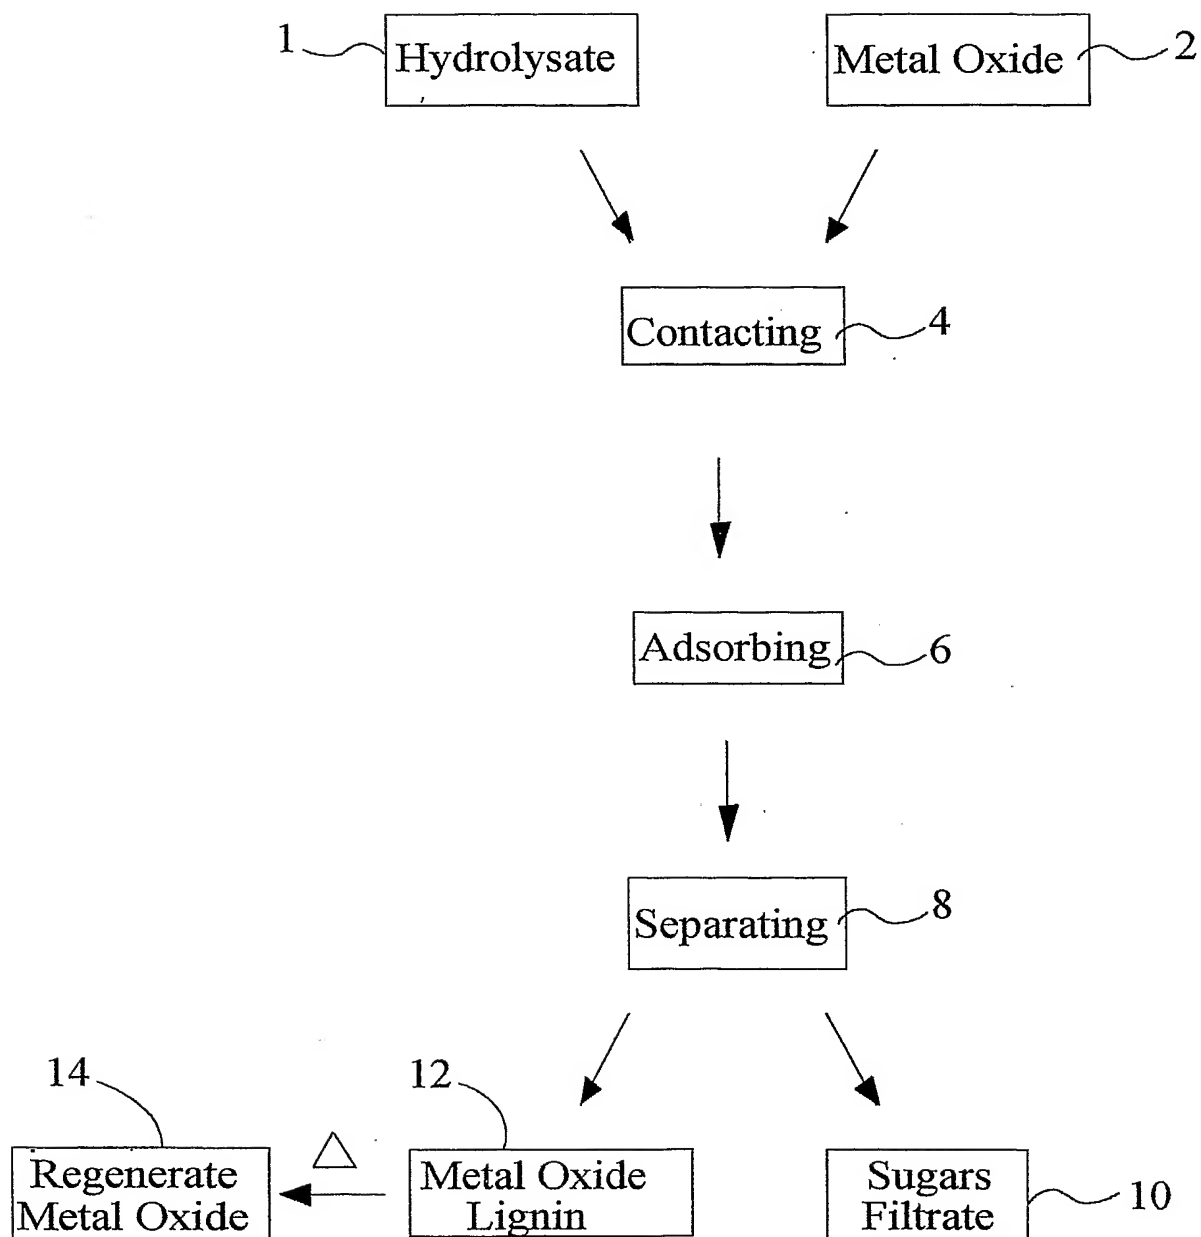 1
Hydrolysate
Metal Oxide
2
Contacting
4
Adsorbing
6
Separating
8
14
12
Regenerate
Metal Oxide
△
Metal Oxide
Lignin
Sugars
Filtrate
10